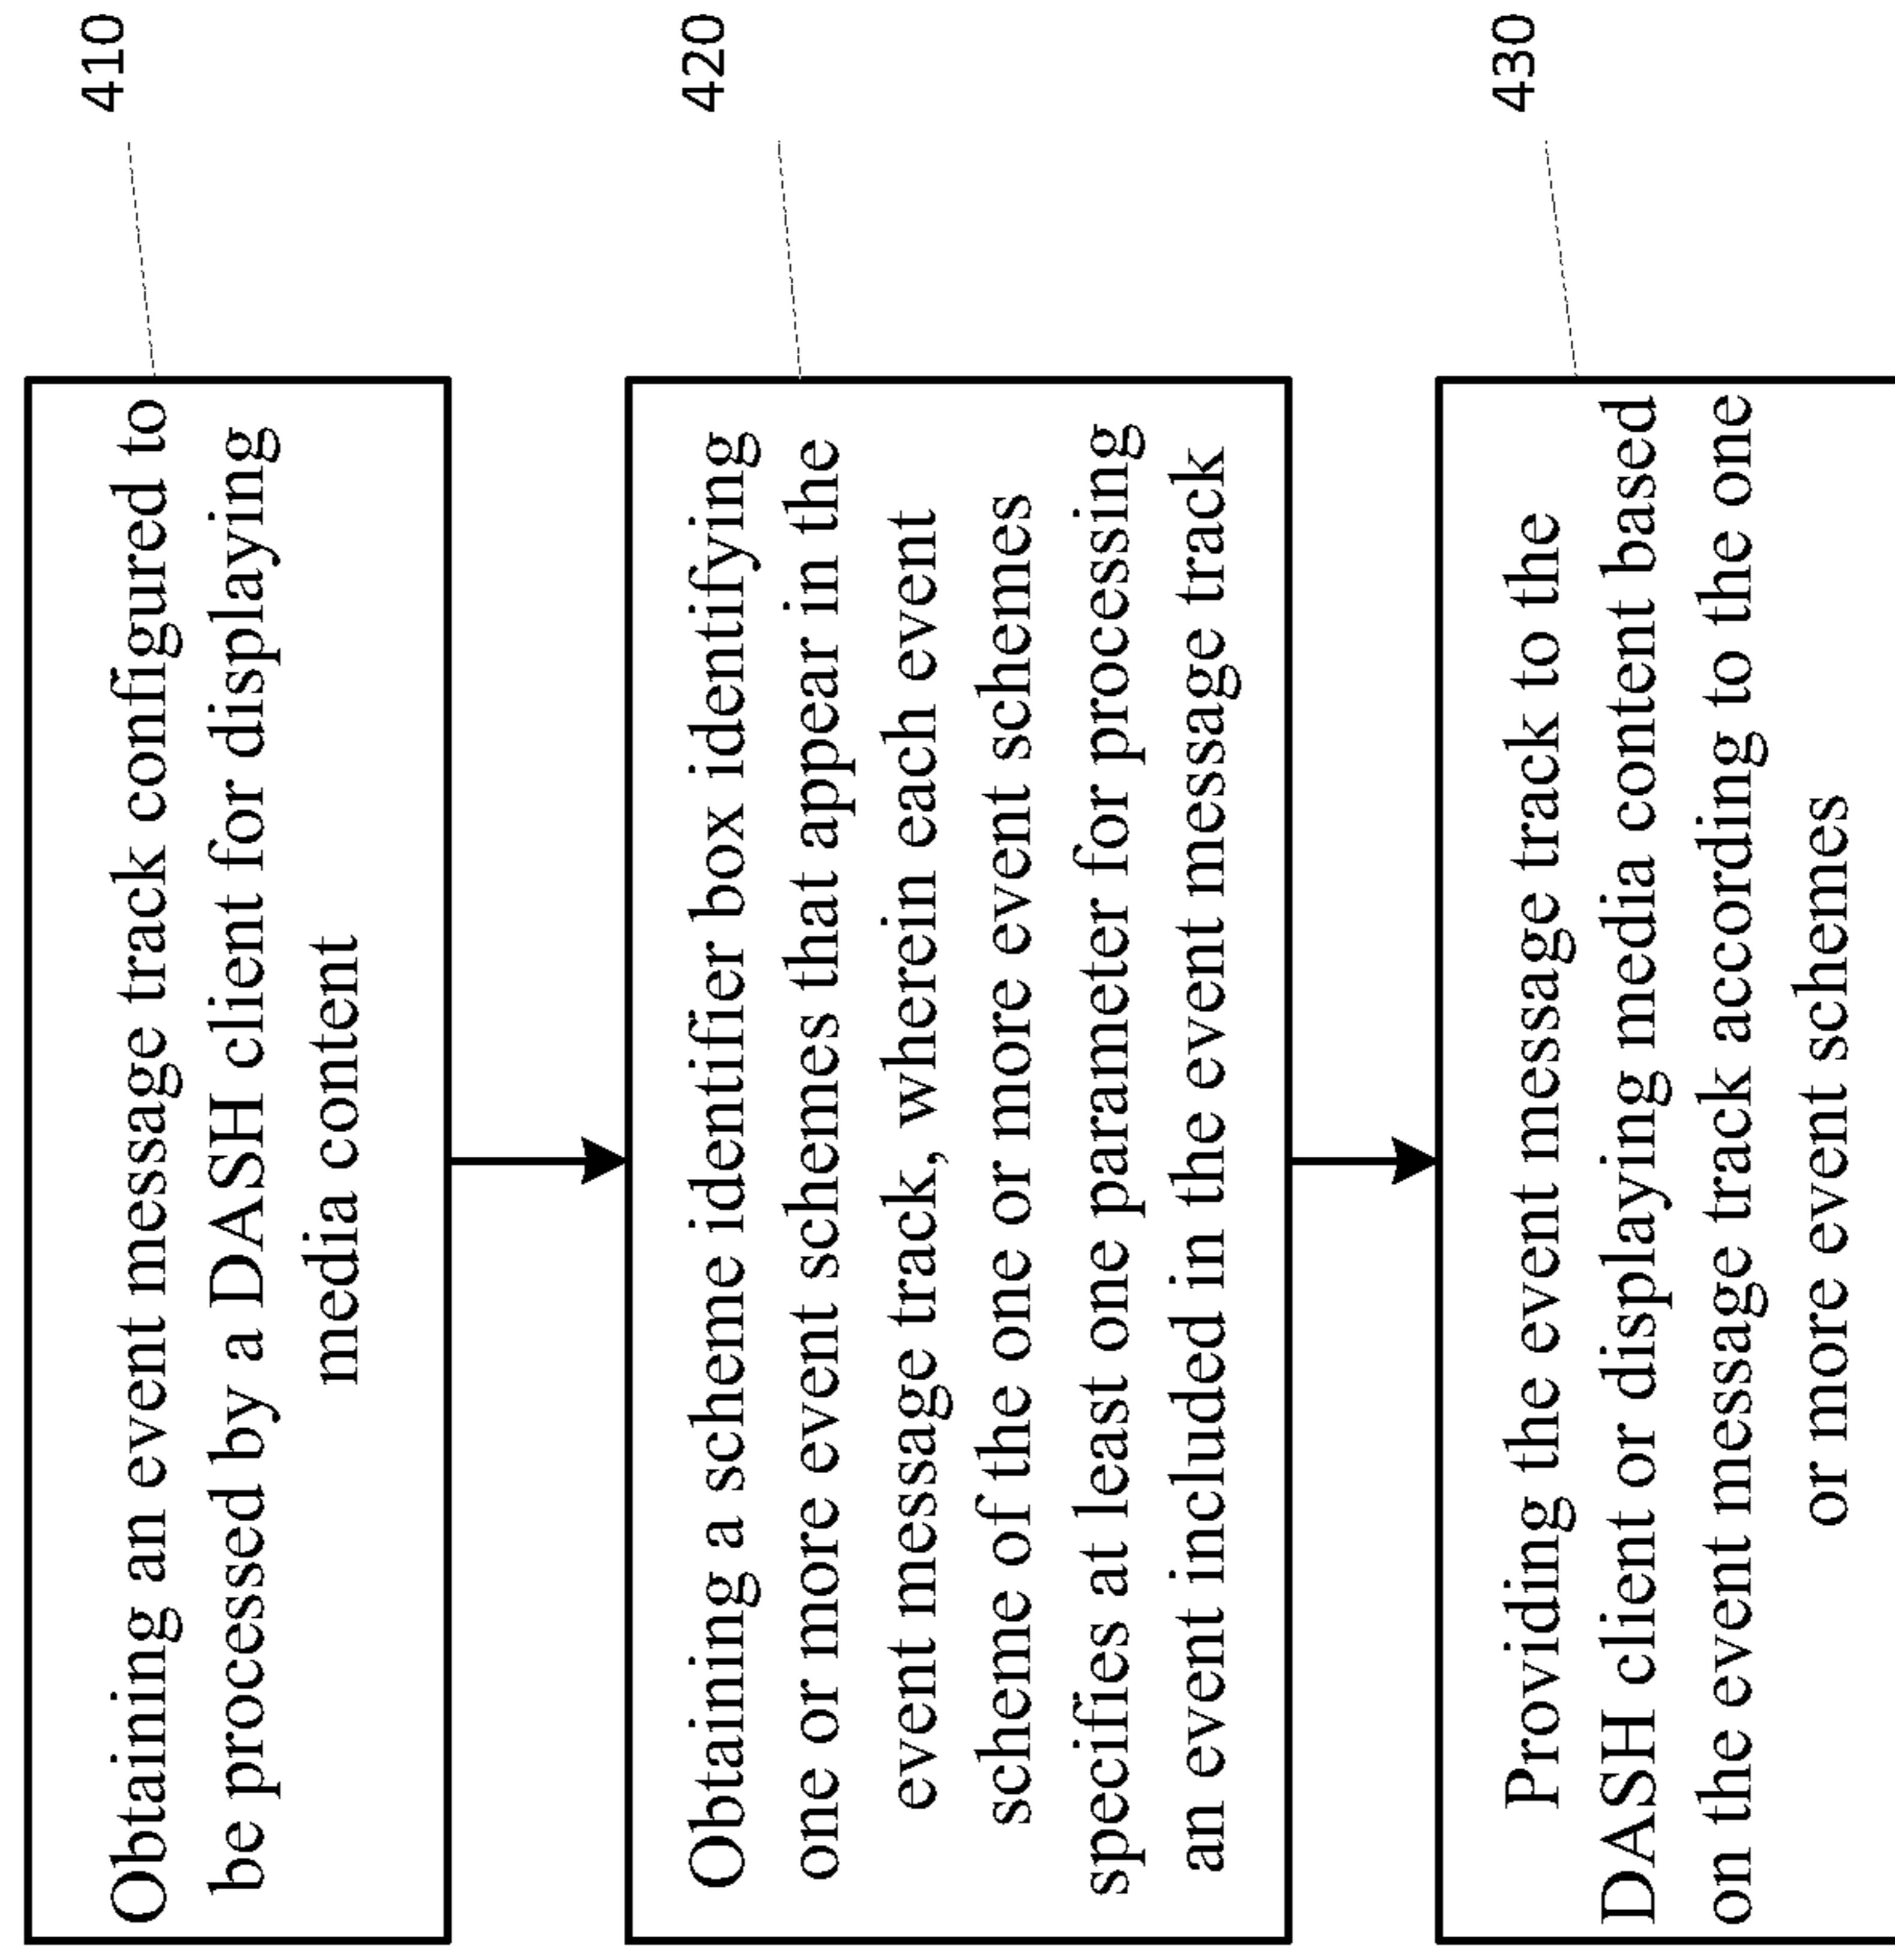 410
Obtaining an event message track configured to
be processed by a DASH client for displaying
media content
420
Obtaining a scheme identifier box identifying
one or more event schemes that appear in the
event message track, wherein each event
scheme of the one or more event schemes
specifies at least one parameter for processing
an event included in the event message track
430
Providing the event message track to the
DASH client or displaying media content based
on the event message track according to the one
or more event schemes